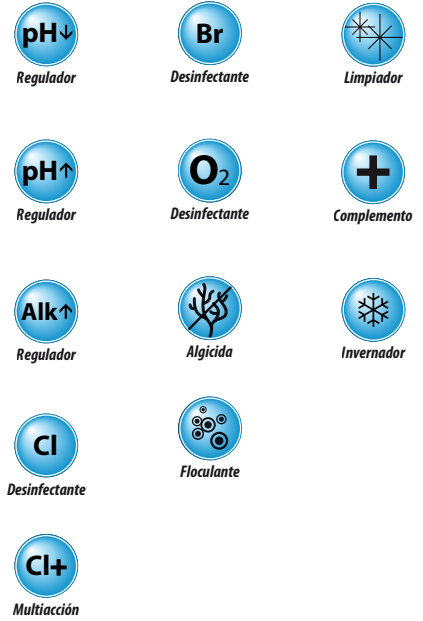 pH↓
Regulador
Br
Desinfectante
Limpiador
pH↑
Regulador
O₂
Desinfectante
+
Complemento
Alk↑
Regulador
Algicida
Invernador
Cl
Desinfectante
Floculante
Cl+
Multiacción